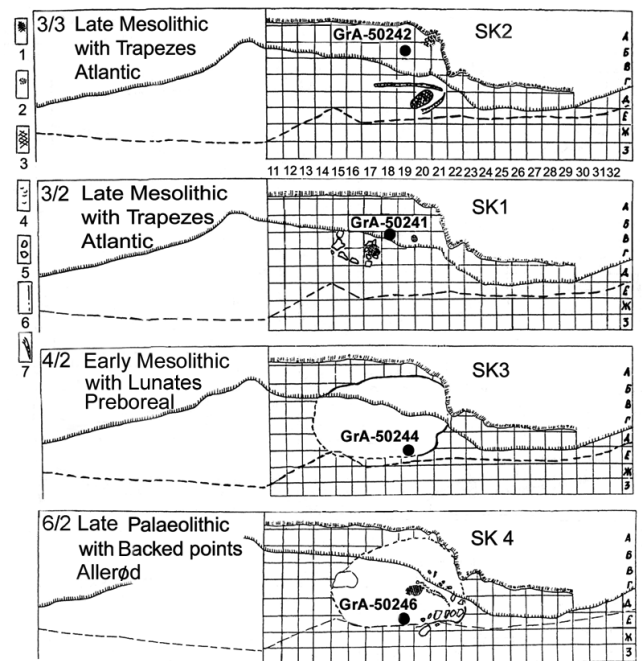 3/3 Late Mesolithic
with Trapezes
Atlantic
GrA-50242
SK2
А
Б
В
Г
Д
Е
Ж
З
1
2
3
4
5
6
7
11 12 13 14 15 16 17 18 19 20 21 22 23 24 25 26 27 28 29 30 31 32
3/2 Late Mesolithic
with Trapezes
Atlantic
GrA-50241
SK1
А
Б
В
Г
Д
Е
Ж
З
4/2 Early Mesolithic
with Lunates
Preboreal
GrA-50244
SK3
А
Б
В
Г
Д
Е
Ж
З
6/2 Late Palaeolithic
with Backed points
Allerød
GrA-50246
SK 4
А
Б
В
Г
Д
Е
Ж
З